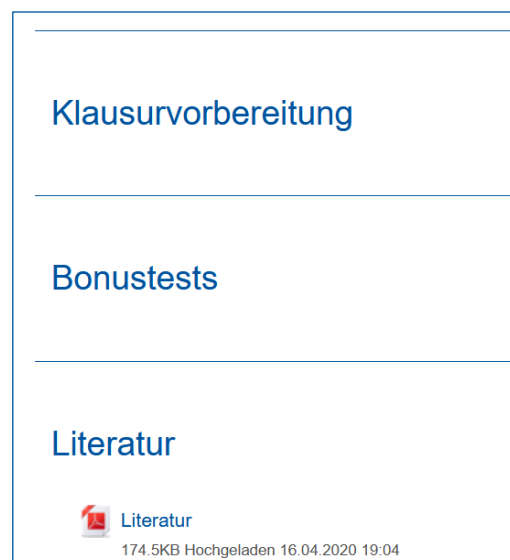 Klausurvorbereitung
Bonustests
Literatur
Literatur
174.5KB Hochgeladen 16.04.2020 19:04